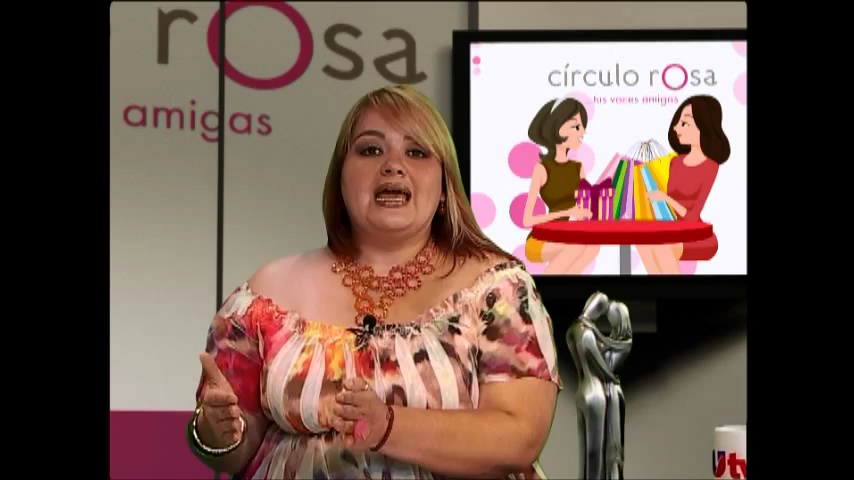 rosa
amigas
círculo rosa
tus voces amigas
Utv